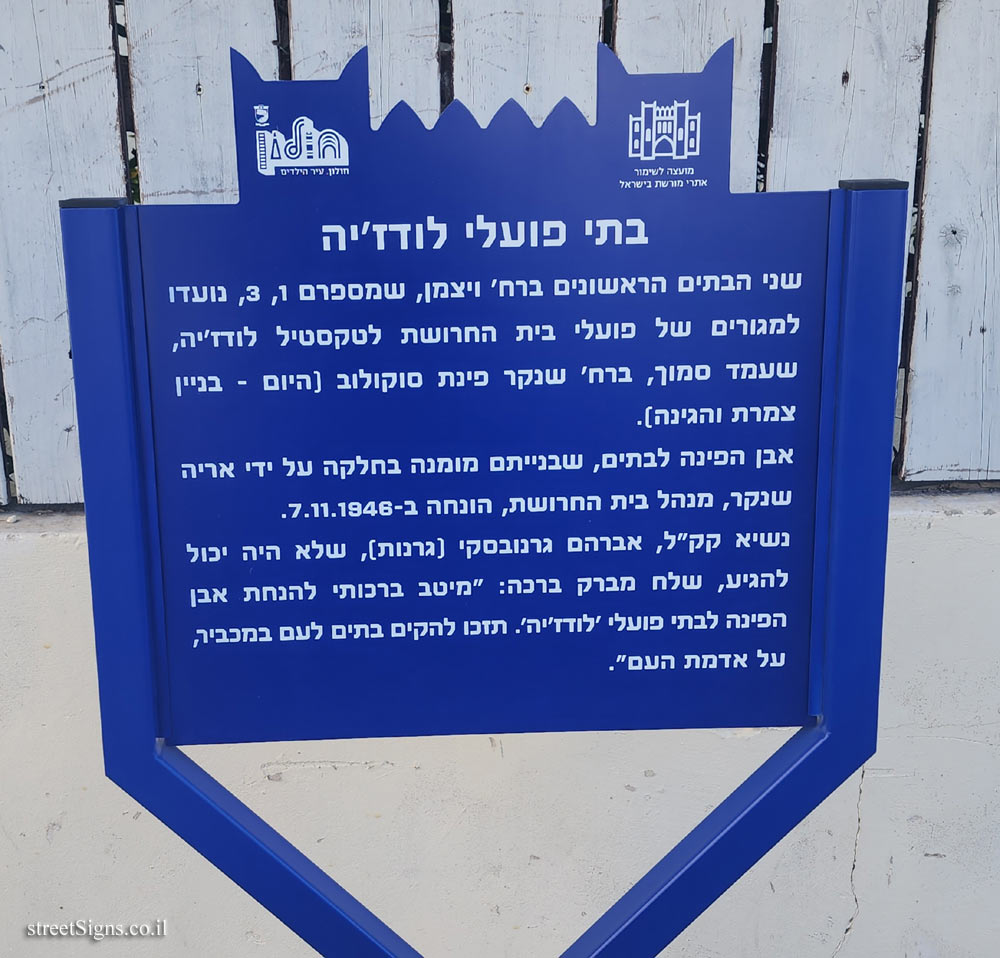 חולון. עיר הילדים
מועצה לשימור
אתרי מורשת בישראל
בתי פועלי לודז'יה
שני הבתים הראשונים ברח' ויצמן, שמספרם 1, 3, נועדו
למגורים של פועלי בית החרושת לטקסטיל לודז'יה,
שעמד סמוך, ברח' שנקר פינת סוקולוב (היום - בניין
צמרת והגינה).
אבן הפינה לבתים, שבנייתם מומנה בחלקה על ידי אריה
שנקר, מנהל בית החרושת, הונחה ב-7.11.1946.
נשיא קק"ל, אברהם גרנובסקי (גרנות), שלא היה יכול
להגיע, שלח מברק ברכה: "מיטב ברכותי להנחת אבן
הפינה לבתי פועלי 'לודז'יה'. תזכו להקים בתים לעם במכביר,
על אדמת העם".
streetSigns.co.il